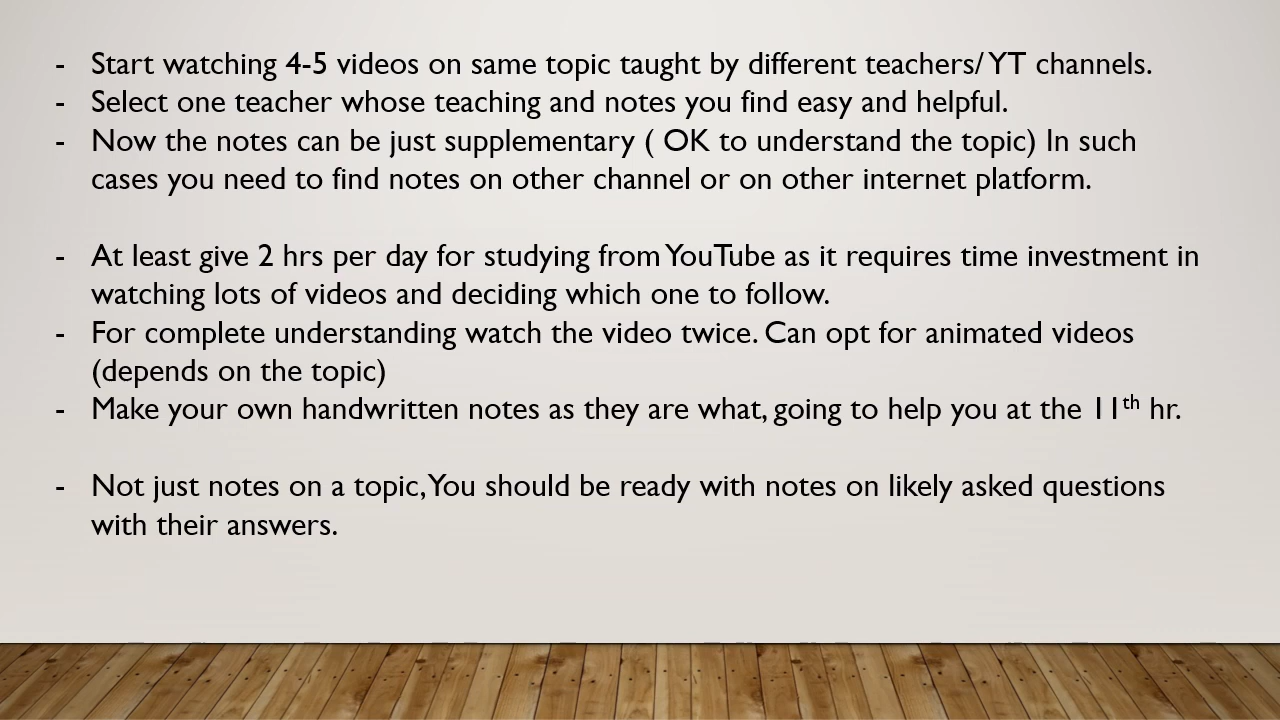 - Start watching 4-5 videos on same topic taught by different teachers/ YT channels.
- Select one teacher whose teaching and notes you find easy and helpful.
- Now the notes can be just supplementary ( OK to understand the topic) In such
cases you need to find notes on other channel or on other internet platform.
- At least give 2 hrs per day for studying from YouTube as it requires time investment in
watching lots of videos and deciding which one to follow.
- For complete understanding watch the video twice. Can opt for animated videos
(depends on the topic)
- Make your own handwritten notes as they are what, going to help you at the 11th hr.
- Not just notes on a topic, You should be ready with notes on likely asked questions
with their answers.